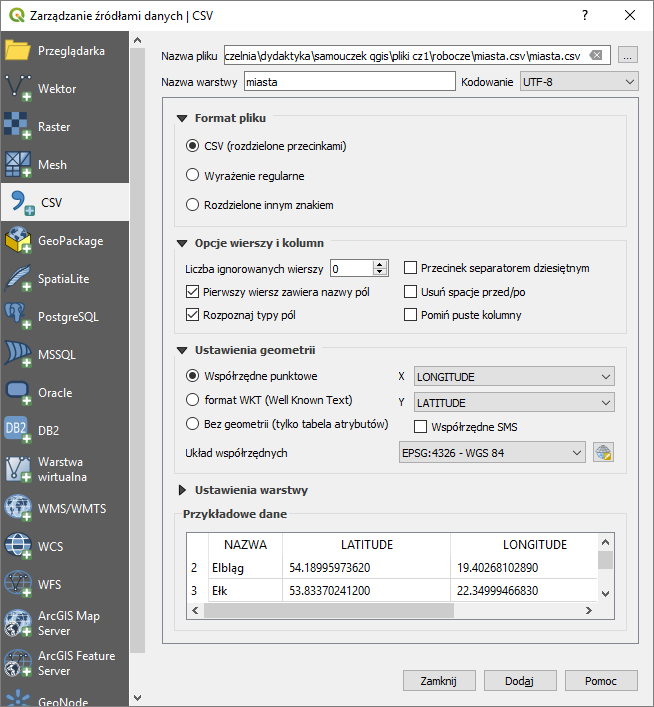 Zarządzanie źródłami danych | CSV
Przeglądarka
Wektor
Raster
Mesh
CSV
GeoPackage
SpatiaLite
PostgreSQL
MSSQL
Oracle
DB2
DB2
Warstwa
wirtualna
WMS/WMTS
WCS
WFS
ArcGIS Map
Server
ArcGIS Feature
Server
GeoNode
Nazwa pliku czelnia\dydaktyka\samouczek qgis\pliki cz1\robocze\miasta.csv\miasta.csv ...
Nazwa warstwy miasta Kodowanie UTF-8
Format pliku
CSV (rozdzielone przecinkami)
Wyrażenie regularne
Rozdzielone innym znakiem
Opcje wierszy i kolumn
Liczba ignorowanych wierszy 0 Przecinek separatorem dziesiętnym
Pierwszy wiersz zawiera nazwy pól Usuń spacje przed/po
Rozpoznaj typy pól Pomiń puste kolumny
Ustawienia geometrii
Współrzędne punktowe X LONGITUDE
format WKT (Well Known Text) Y LATITUDE
Bez geometrii (tylko tabela atrybutów) Współrzędne SMS
Układ współrzędnych EPSG:4326 - WGS 84
Ustawienia warstwy
Przykładowe dane
NAZWA LATITUDE LONGITUDE
2 Elbląg 54.18995973620 19.40268102890
3 Ełk 53.83370241200 22.34999466830
Zamknij Dodaj Pomoc